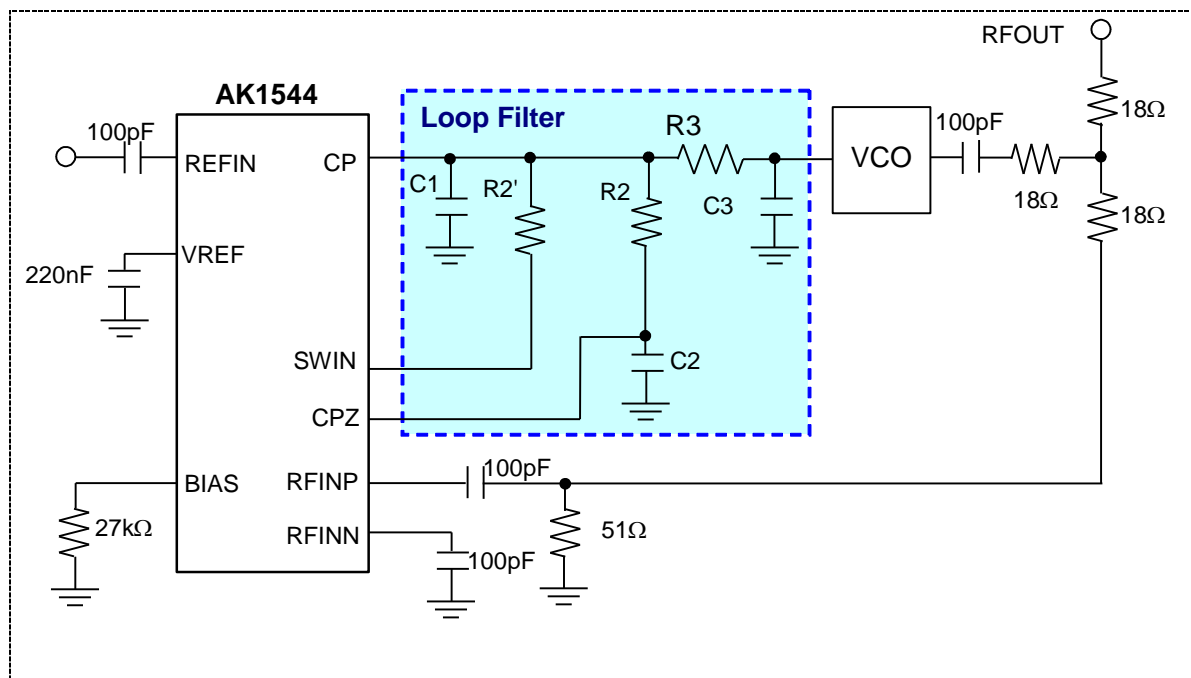 RFOUT
AK1544
18Ω
100pF
Loop Filter
R3
100pF
REFIN
CP
VCO
C1
R2'
R2
C3
18Ω
18Ω
VREF
220nF
SWIN
C2
CPZ
100pF
BIAS
RFINP
27kΩ
51Ω
RFINN
100pF